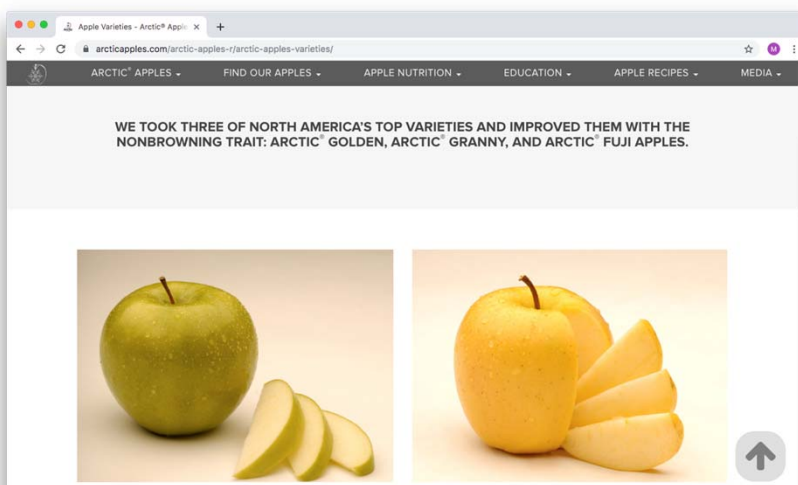 Apple Varieties - Arctic® Apple
arcticapples.com/arctic-apples-r/arctic-apples-varieties/
M
ARCTIC® APPLES FIND OUR APPLES APPLE NUTRITION EDUCATION APPLE RECIPES MEDIA
WE TOOK THREE OF NORTH AMERICA'S TOP VARIETIES AND IMPROVED THEM WITH THE
NONBROWNING TRAIT: ARCTIC® GOLDEN, ARCTIC® GRANNY, AND ARCTIC® FUJI APPLES.